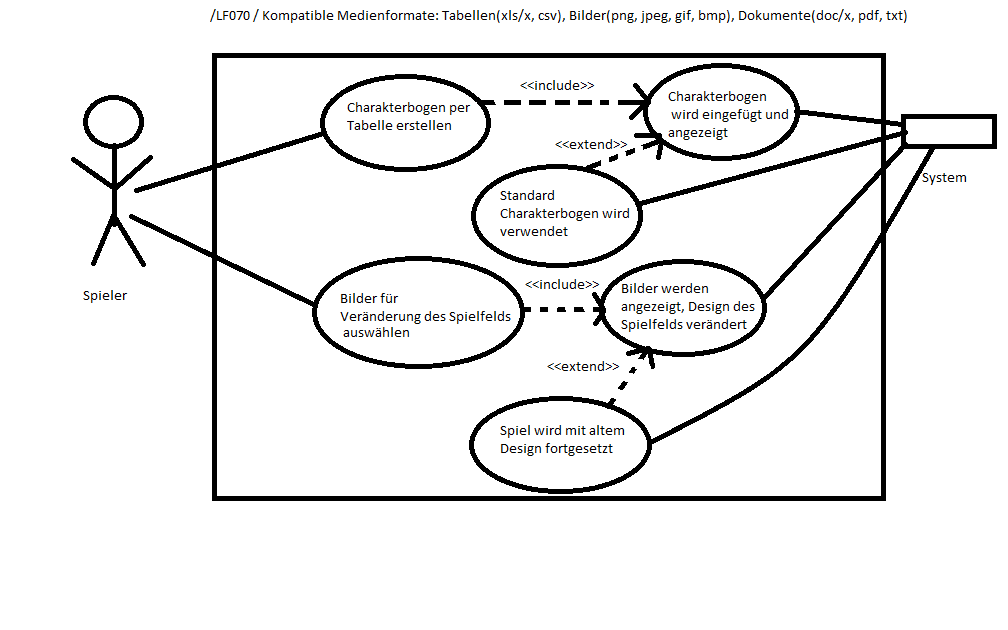 /LF070 / Kompatible Medienformate: Tabellen(xls/x, csv), Bilder(png, jpeg, gif, bmp), Dokumente(doc/x, pdf, txt)
<<include>>
Charakterbogen per
Tabelle erstellen
Charakterbogen
wird eingefügt und
angezeigt
<<extend>>
System
Standard
Charakterbogen wird
verwendet
Spieler
<<include>>
Bilder für
Veränderung des Spielfelds
auswählen
Bilder werden
angezeigt, Design des
Spielfelds verändert
<<extend>>
Spiel wird mit altem
Design fortgesetzt